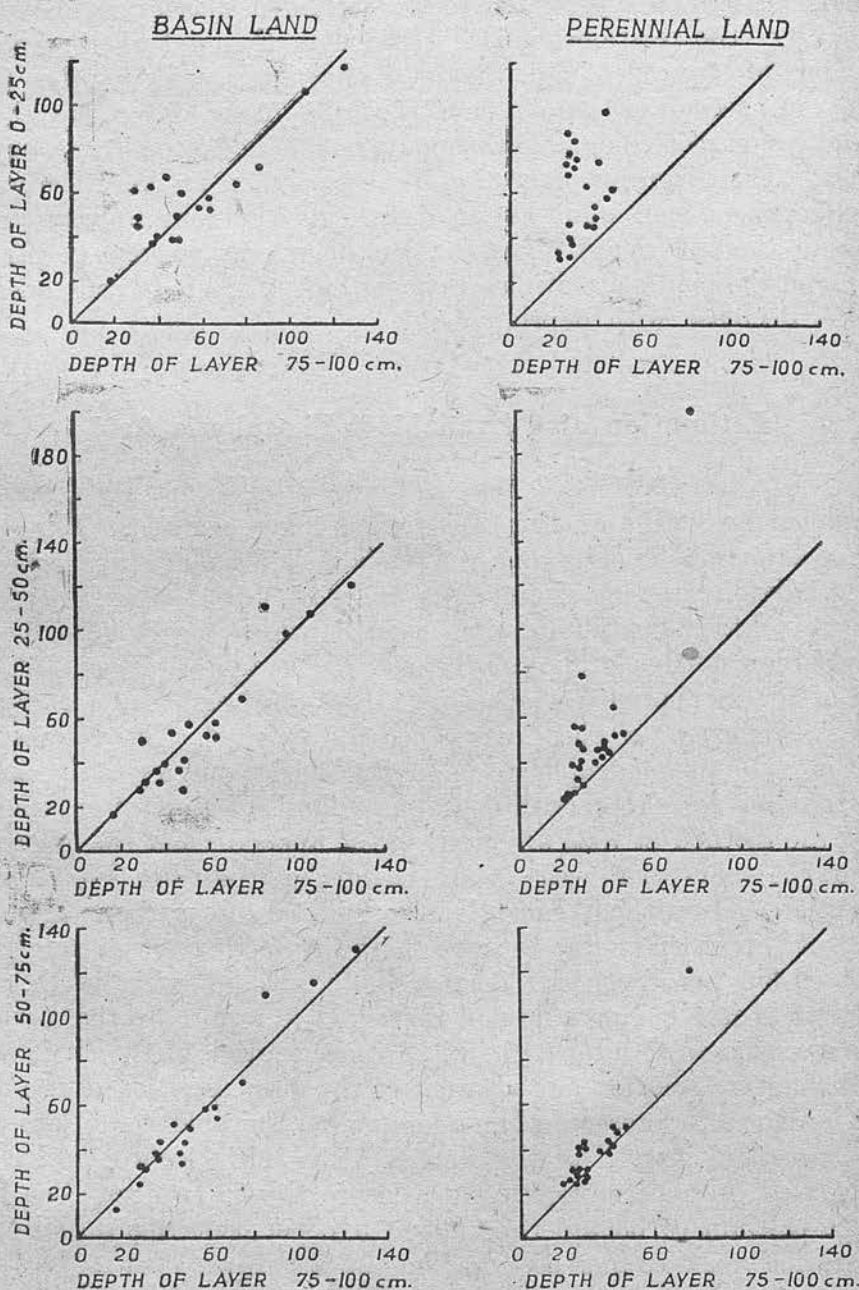 BASIN LAND
PERENNIAL LAND
DEPTH OF LAYER 0-25cm.
100
60
20
0
0 20 60 100 140
DEPTH OF LAYER 75-100 cm.
0 20 60 100 140
DEPTH OF LAYER 75-100 cm.
DEPTH OF LAYER 25-50cm.
180
140
100
60
20
0
0 20 60 100 140
DEPTH OF LAYER 75-100 cm.
0 20 60 100 140
DEPTH OF LAYER 75-100 cm.
DEPTH OF LAYER 50-75cm.
140
100
60
20
0
0 20 60 100 140
DEPTH OF LAYER 75-100 cm.
0 20 60 100 140
DEPTH OF LAYER 75-100 cm.